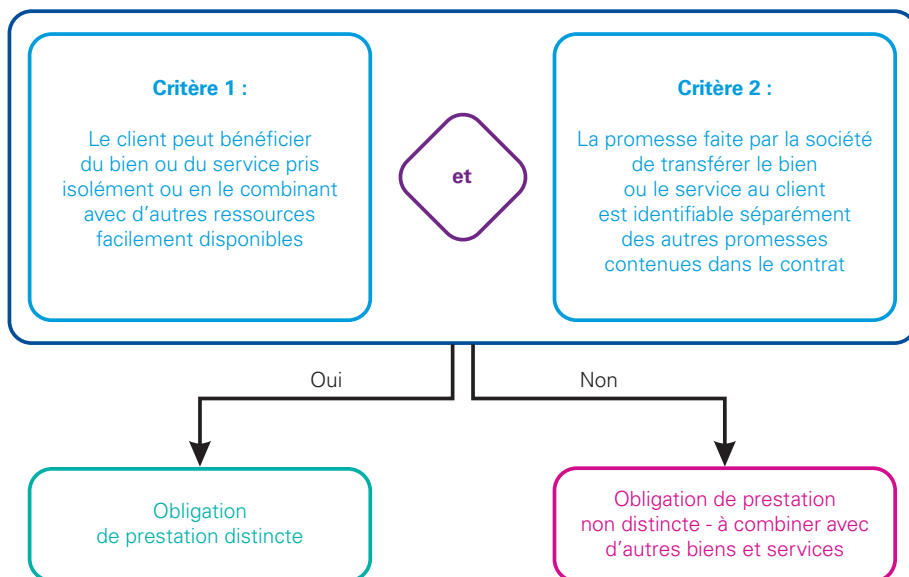 Critère 1 :
Le client peut bénéficier
du bien ou du service pris
isolément ou en le combinant
avec d'autres ressources
facilement disponibles
et
Critère 2 :
La promesse faite par la société
de transférer le bien
ou le service au client
est identifiable séparément
des autres promesses
contenues dans le contrat
Oui
Non
Obligation
de prestation distincte
Obligation de prestation
non distincte - à combiner avec
d'autres biens et services